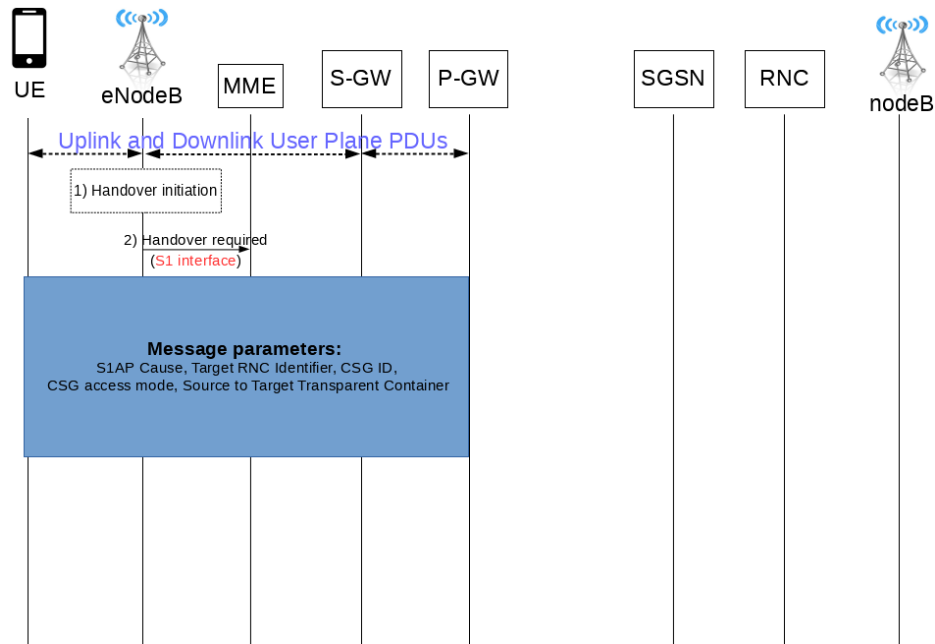 UE
eNodeB
MME
S-GW
P-GW
SGSN
RNC
nodeB
Uplink and Downlink User Plane PDUs
1) Handover initiation
2) Handover required
(S1 interface)
Message parameters:
S1AP Cause, Target RNC Identifier, CSG ID,
CSG access mode, Source to Target Transparent Container